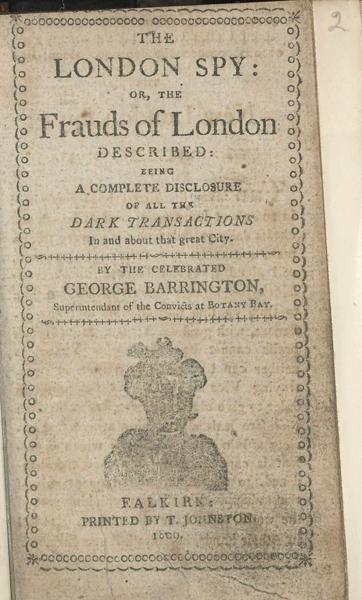 2
THE
LONDON SPY:
OR, THE
Frauds of London
DESCRIBED:
BEING
A COMPLETE DISCLOSURE
OF ALL THE
DARK TRANSACTIONS
In and about that great City.
BY THE CELEBRATED
GEORGE BARRINGTON,
Superintendant of the Convicts at BOTANY BAY.
FALKIRK:
PRINTED BY T. JOHNSTON,
1809.